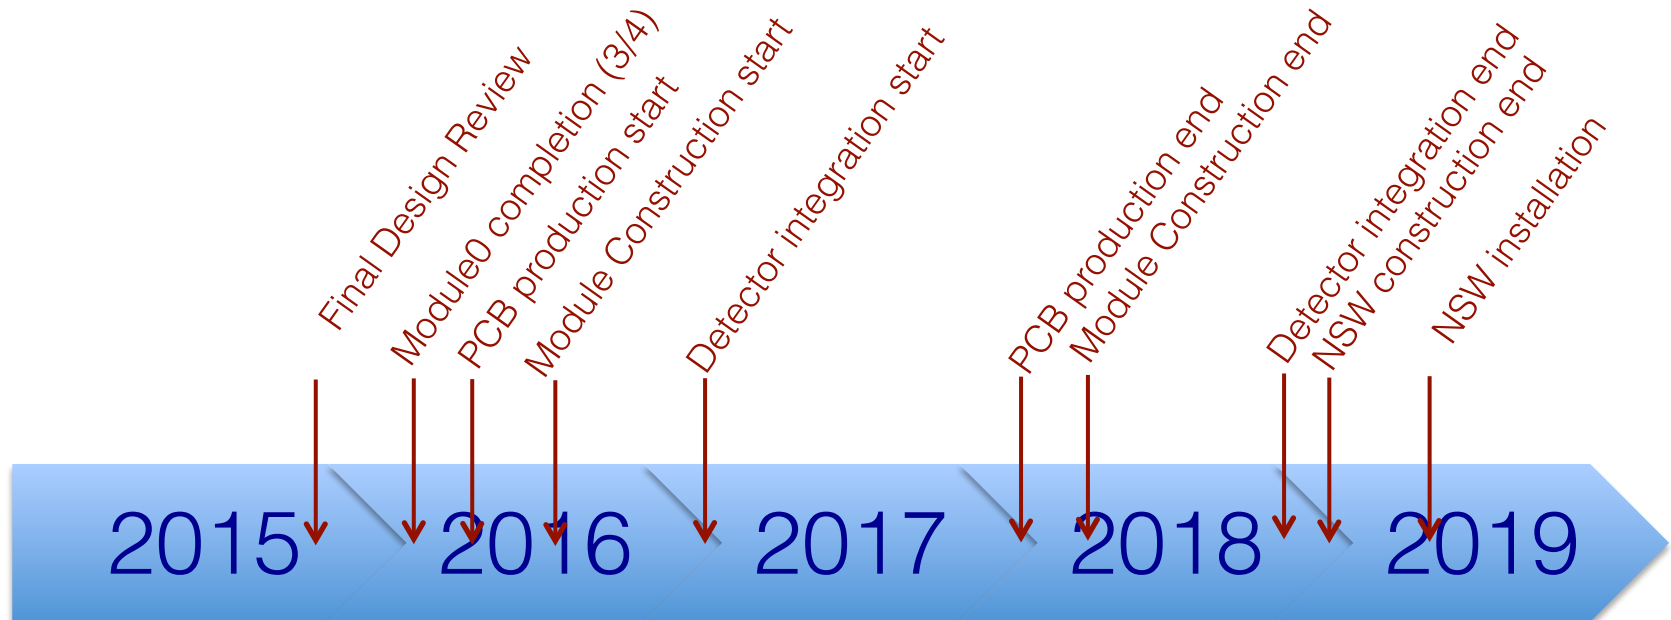 Final Design Review
Module0 completion (3/4)
PCB production start
Module Construction start
Detector integration start
PCB production end
Module Construction end
Detector integration end
NSW construction end
NSW installation
2015
2016
2017
2018
2019